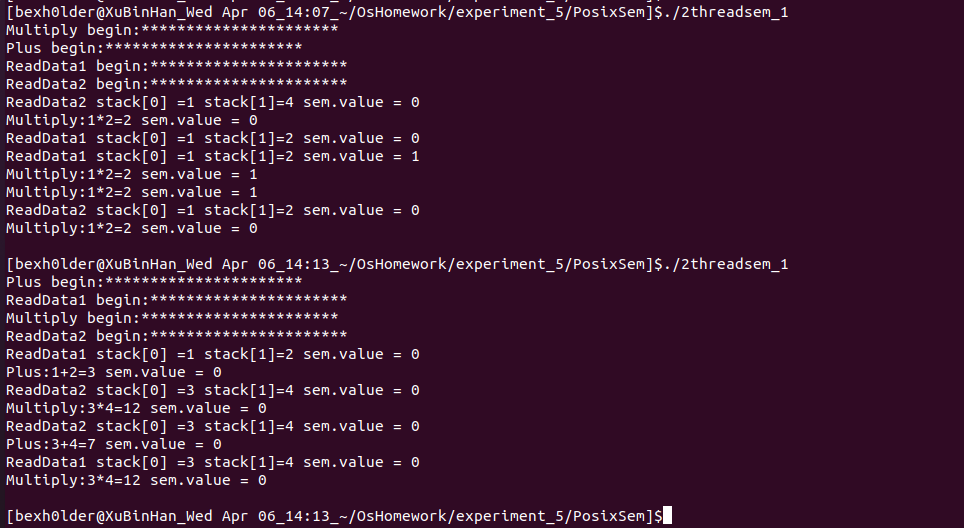 [bexh0lder@XuBinHan_Wed Apr 06_14:07_~/OsHomework/experiment_5/PosixSem]$./2threadsem_1
Multiply begin:**********************
Plus begin:**********************
ReadData1 begin:**********************
ReadData2 begin:**********************
ReadData2 stack[0] =1 stack[1]=4 sem.value = 0
Multiply:1*2=2 sem.value = 0
ReadData1 stack[0] =1 stack[1]=2 sem.value = 0
ReadData1 stack[0] =1 stack[1]=2 sem.value = 1
Multiply:1*2=2 sem.value = 1
Multiply:1*2=2 sem.value = 1
ReadData2 stack[0] =1 stack[1]=2 sem.value = 0
Multiply:1*2=2 sem.value = 0
[bexh0lder@XuBinHan_Wed Apr 06_14:13_~/OsHomework/experiment_5/PosixSem]$./2threadsem_1
Plus begin:**********************
ReadData1 begin:**********************
Multiply begin:**********************
ReadData2 begin:**********************
ReadData1 stack[0] =1 stack[1]=2 sem.value = 0
Plus:1+2=3 sem.value = 0
ReadData2 stack[0] =3 stack[1]=4 sem.value = 0
Multiply:3*4=12 sem.value = 0
ReadData2 stack[0] =3 stack[1]=4 sem.value = 0
Plus:3+4=7 sem.value = 0
ReadData1 stack[0] =3 stack[1]=4 sem.value = 0
Multiply:3*4=12 sem.value = 0
[bexh0lder@XuBinHan_Wed Apr 06_14:13_~/OsHomework/experiment_5/PosixSem]$